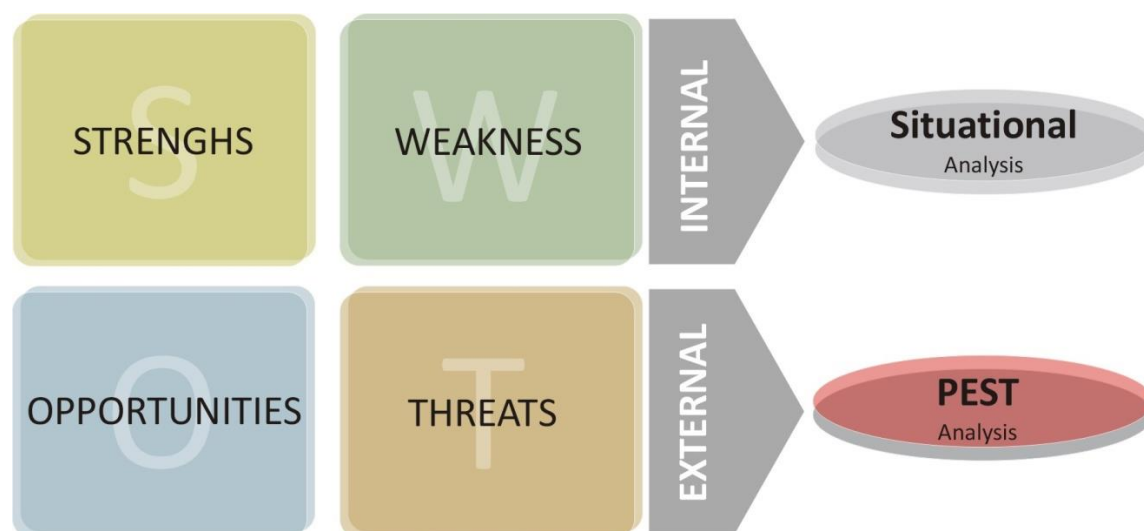 S
STRENGHS
W
WEAKNESS
INTERNAL
Situational
Analysis
O
OPPORTUNITIES
T
THREATS
EXTERNAL
PEST
Analysis